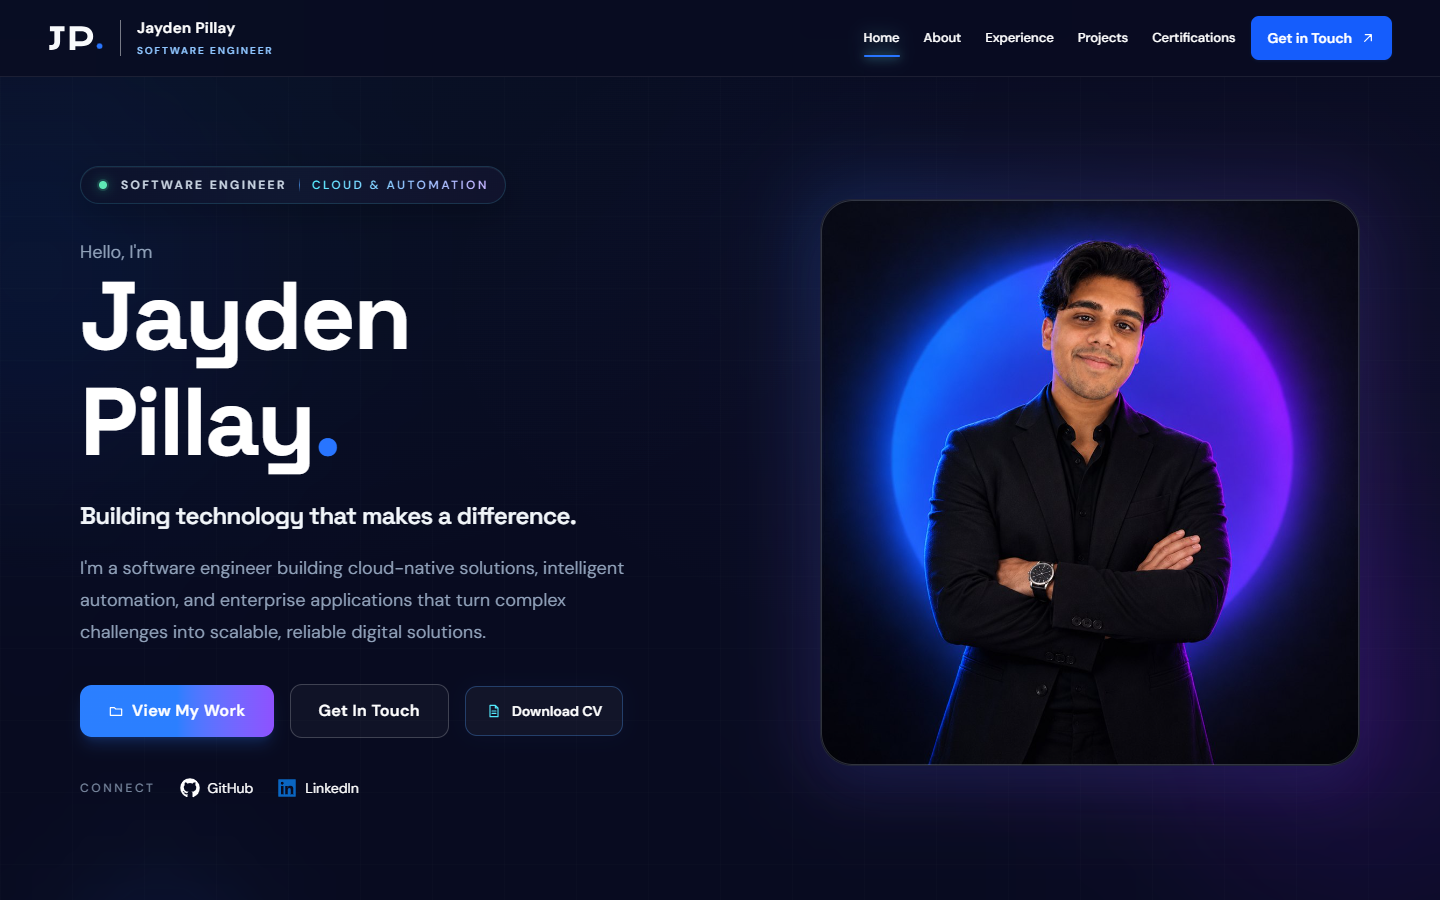 JP.
Jayden Pillay
SOFTWARE ENGINEER
Home
About
Experience
Projects
Certifications
Get in Touch
SOFTWARE ENGINEER | CLOUD & AUTOMATION
Hello, I'm
Jayden
Pillay.
Building technology that makes a difference.
I'm a software engineer building cloud-native solutions, intelligent
automation, and enterprise applications that turn complex
challenges into scalable, reliable digital solutions.
View My Work
Get In Touch
Download CV
CONNECT
GitHub
LinkedIn